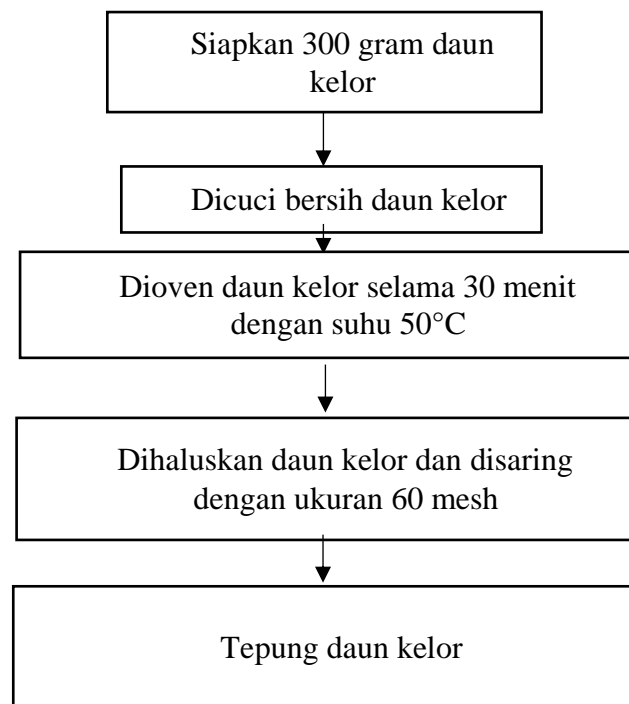 Siapkan 300 gram daun
kelor
Dicuci bersih daun kelor
Dioven daun kelor selama 30 menit
dengan suhu 50°C
Dihaluskan daun kelor dan disaring
dengan ukuran 60 mesh
Tepung daun kelor